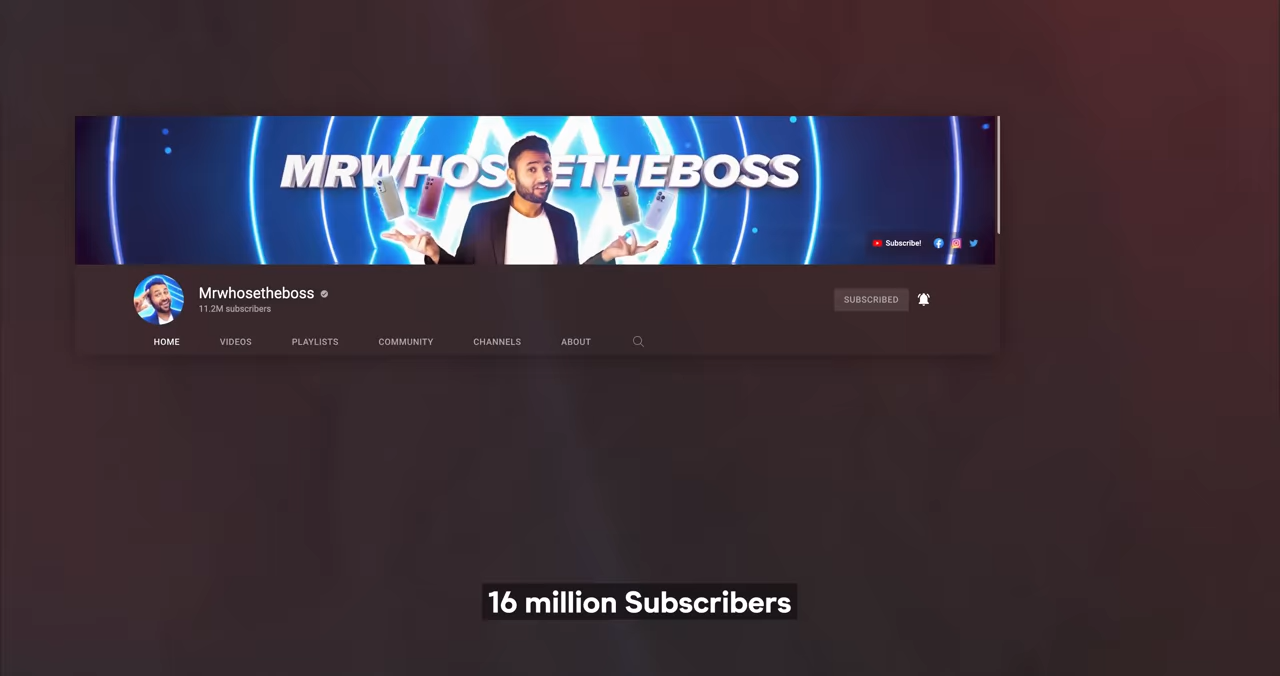 MRWHOSETHEBOSS
Subscribe!
Mrwhosetheboss
11.2M subscribers
SUBSCRIBED
HOME VIDEOS PLAYLISTS COMMUNITY CHANNELS ABOUT
16 million Subscribers